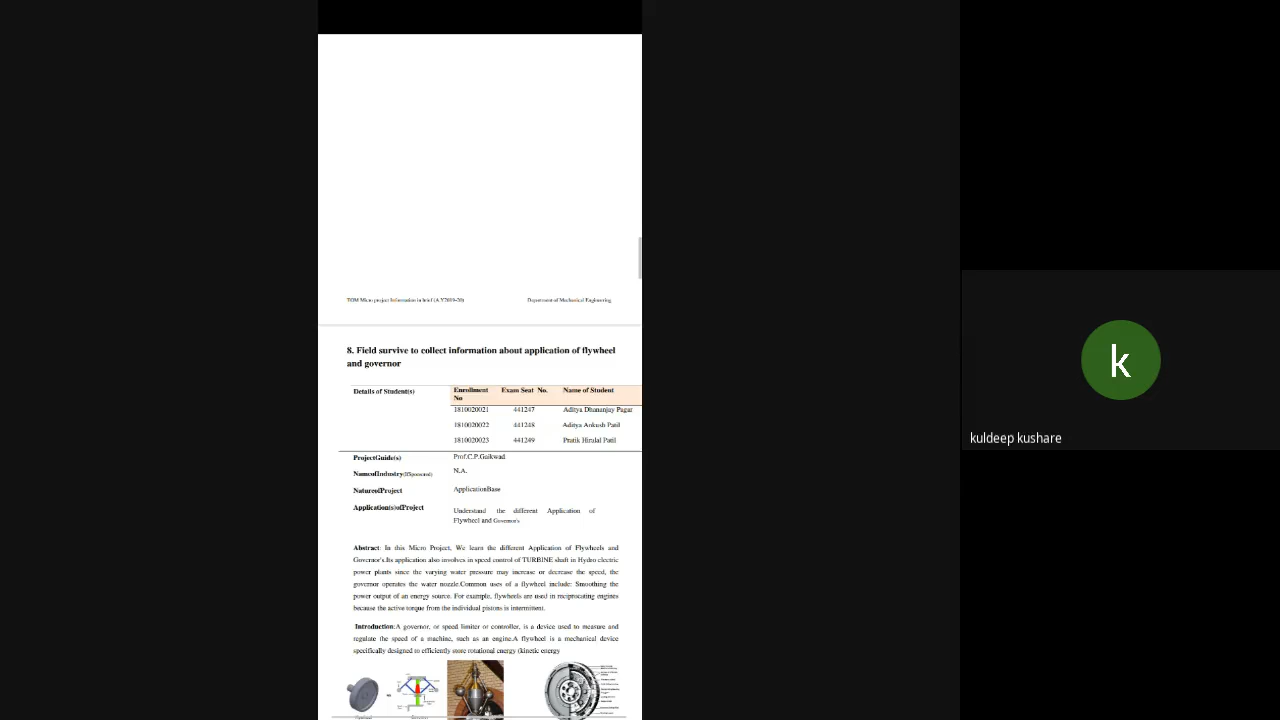 TOM Micro project Information in brief (A.Y2019-20) Department of Mechanical Engineering
8. Field survive to collect information about application of flywheel
and governor
Details of Student(s) Enrollment No Exam Seat No. Name of Student
1810020021 441247 Aditya Dhananjay Pagar
1810020022 441248 Aditya Ankush Patil
1810020023 441249 Pratik Hiralal Patil
ProjectGuide(s) Prof.C.P.Gaikwad.
NameofIndustry N.A.
NatureofProject ApplicationBase
Application(s)ofProject Understand the different Application of
Flywheel and Governor's
Abstract: In this Micro Project, We learn the different Application of Flywheels and
Governor's.Its application also involves in speed control of TURBINE shaft in Hydro electric
power plants since the varying water pressure may increase or decrease the speed, the
governor operates the water nozzle.Common uses of a flywheel include: Smoothing the
power output of an energy source. For example, flywheels are used in reciprocating engines
because the active torque from the individual pistons is intermittent.
Introduction:A governor, or speed limiter or controller, is a device used to measure and
regulate the speed of a machine, such as an engine.A flywheel is a mechanical device
specifically designed to efficiently store rotational energy (kinetic energy
Flywheel Governor
k
kuldeep kushare